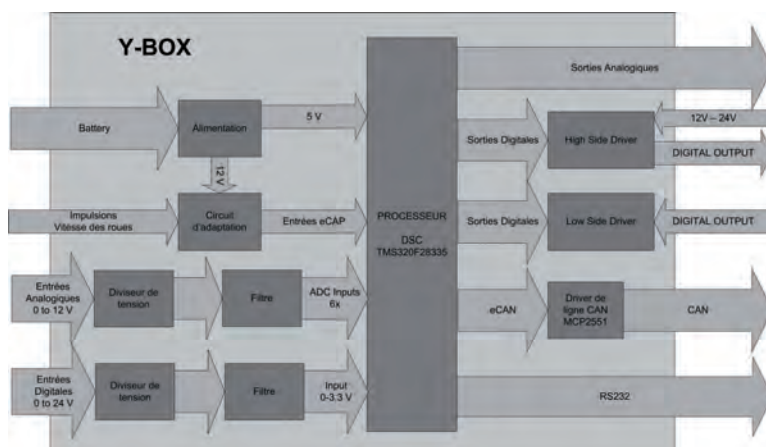 Y-BOX
Battery
Alimentation
5 V
12 V
Impulsions
Vitesse des roues
Circuit
d'adaptation
Entrées eCAP
Entrées
Analogiques
0 to 12 V
Diviseur de
tension
Filtre
ADC Inputs
6x
Entrées
Digitales
0 to 24 V
Diviseur de
tension
Filtre
Input
0-3.3 V
PROCESSEUR
DSC
TMS320F28335
Sorties Analogiques
Sorties Digitales
High Side Driver
12V – 24V
DIGITAL OUTPUT
Sorties Digitales
Low Side Driver
DIGITAL OUTPUT
eCAN
Driver de
ligne CAN
MCP2551
CAN
RS232